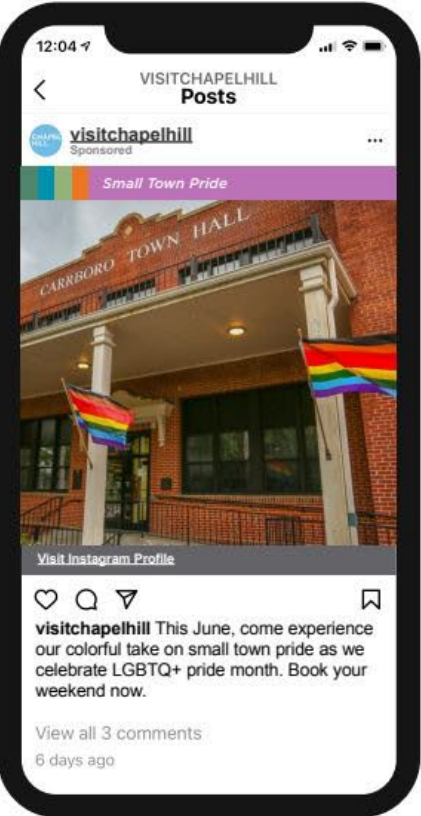 12:04
VISITCHAPELHILL
Posts
CHAPEL
HILL
visitchapelhill
Sponsored
Small Town Pride
CARRBORO TOWN HALL
Visit Instagram Profile
visitchapelhill This June, come experience
our colorful take on small town pride as we
celebrate LGBTQ+ pride month. Book your
weekend now.
View all 3 comments
6 days ago